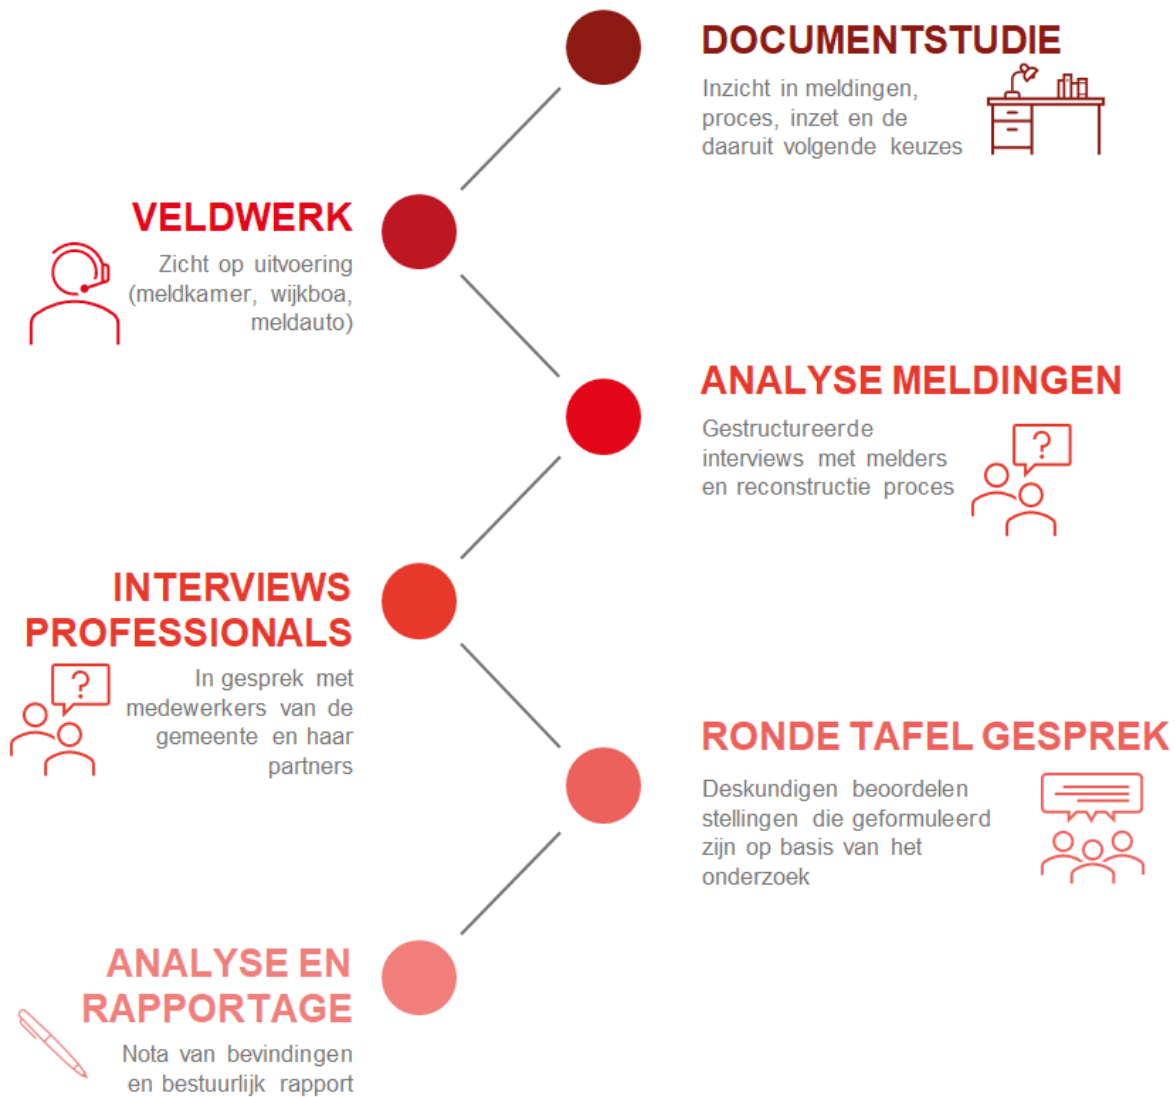 DOCUMENTSTUDIE
Inzicht in meldingen,
proces, inzet en de
daaruit volgende keuzes
VELDWERK
Zicht op uitvoering
(meldkamer, wijkboa,
meldauto)
ANALYSE MELDINGEN
Gestructureerde
interviews met melders
en reconstructie proces
?
INTERVIEWS
PROFESSIONALS
In gesprek met
medewerkers van de
gemeente en haar
partners
?
RONDE TAFEL GESPREK
Deskundigen beoordelen
stellingen die geformuleerd
zijn op basis van het
onderzoek
ANALYSE EN
RAPPORTAGE
Nota van bevindingen
en bestuurlijk rapport